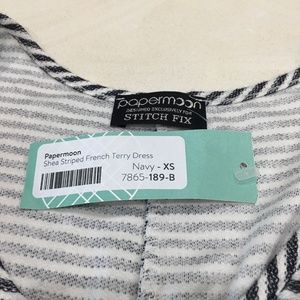 papermoon
DESIGNED EXCLUSIVELY FOR
STITCH FIX
Papermoon
Shea Striped French Terry Dress
Navy - XS
7865-189-B